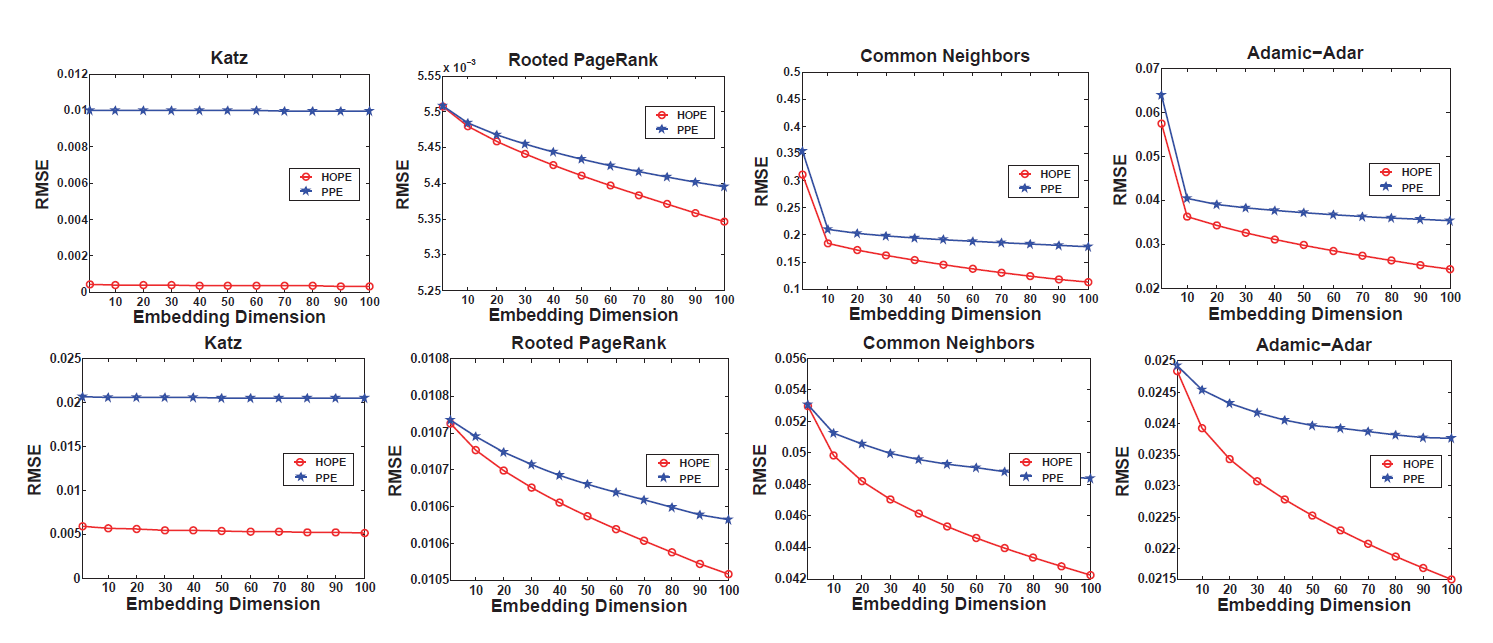 Katz
0.012
0.01
0.008
0.006
0.004
0.002
0
RMSE
HOPE
PPE
10 20 30 40 50 60 70 80 90 100
Embedding Dimension
Rooted PageRank
5.55 x 10⁻³
5.5
5.45
5.4
5.35
5.3
5.25
RMSE
HOPE
PPE
10 20 30 40 50 60 70 80 90 100
Embedding Dimension
Common Neighbors
0.5
0.45
0.4
0.35
0.3
0.25
0.2
0.15
0.1
RMSE
HOPE
PPE
10 20 30 40 50 60 70 80 90 100
Embedding Dimension
Adamic−Adar
0.07
0.06
0.05
0.04
0.03
0.02
RMSE
HOPE
PPE
10 20 30 40 50 60 70 80 90 100
Embedding Dimension
Katz
0.025
0.02
0.015
0.01
0.005
0
RMSE
HOPE
PPE
10 20 30 40 50 60 70 80 90 100
Embedding Dimension
Rooted PageRank
0.0108
0.0108
0.0107
0.0107
0.0106
0.0106
0.0105
RMSE
HOPE
PPE
10 20 30 40 50 60 70 80 90 100
Embedding Dimension
Common Neighbors
0.056
0.054
0.052
0.05
0.048
0.046
0.044
0.042
RMSE
HOPE
PPE
10 20 30 40 50 60 70 80 90 100
Embedding Dimension
Adamic−Adar
0.025
0.0245
0.024
0.0235
0.023
0.0225
0.022
0.0215
RMSE
HOPE
PPE
10 20 30 40 50 60 70 80 90 100
Embedding Dimension